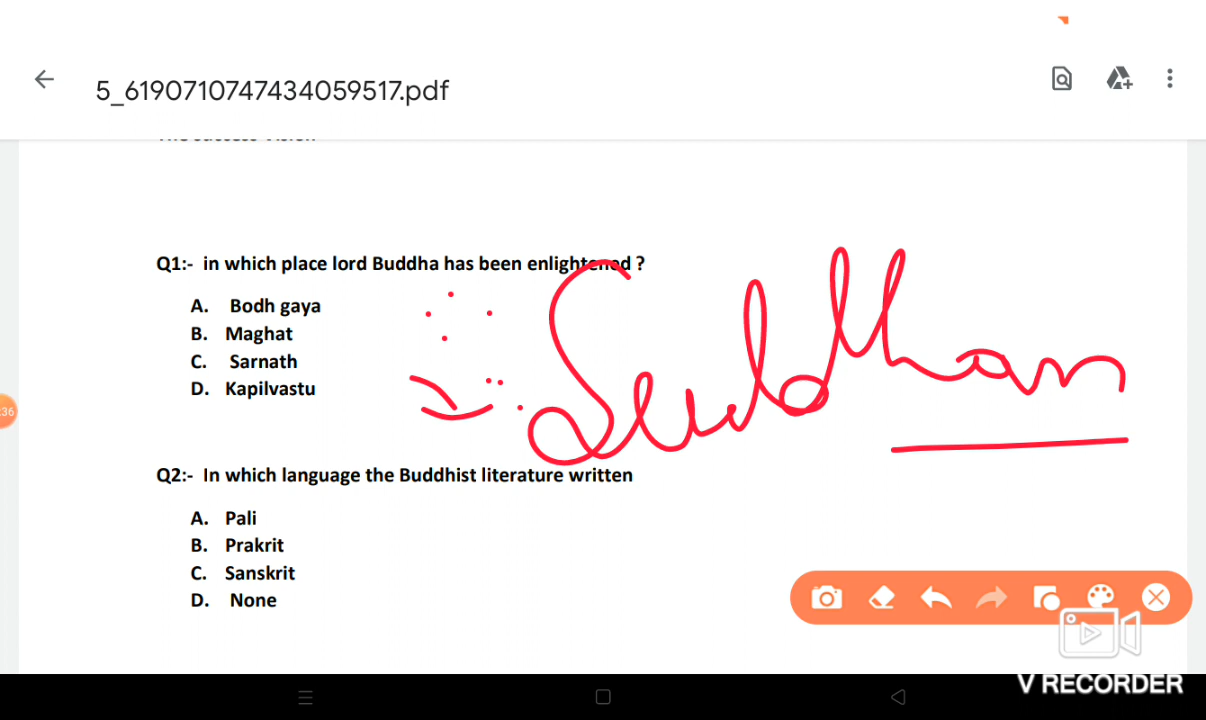 5_6190710747434059517.pdf
Q1:- in which place lord Buddha has been enlightened ?
A. Bodh gaya
B. Maghat
C. Sarnath
D. Kapilvastu
Q2:- In which language the Buddhist literature written
A. Pali
B. Prakrit
C. Sanskrit
D. None
:36
V RECORDER